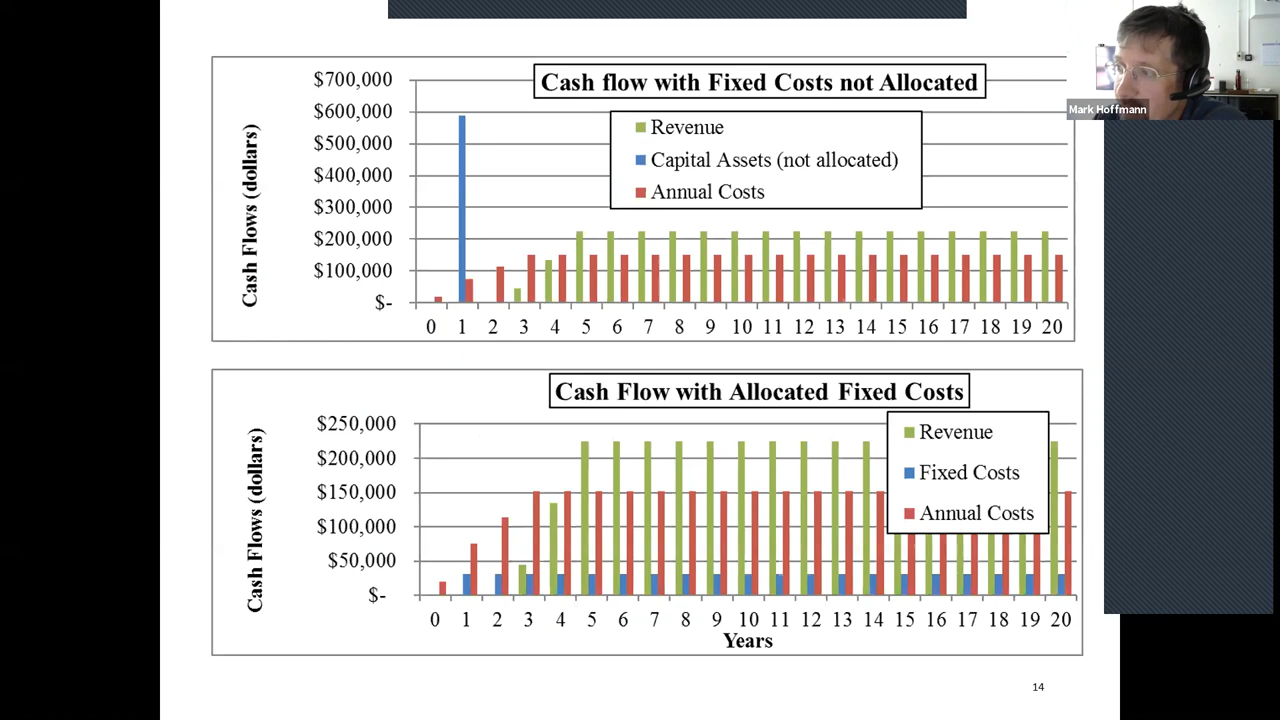 Cash flow with Fixed Costs not Allocated
$700,000
$600,000
$500,000
$400,000
$300,000
$200,000
$100,000
$-
Cash Flows (dollars)
Revenue
Capital Assets (not allocated)
Annual Costs
0 1 2 3 4 5 6 7 8 9 10 11 12 13 14 15 16 17 18 19 20
Mark Hoffmann
Cash Flow with Allocated Fixed Costs
$250,000
$200,000
$150,000
$100,000
$50,000
$-
Cash Flows (dollars)
Revenue
Fixed Costs
Annual Costs
0 1 2 3 4 5 6 7 8 9 10 11 12 13 14 15 16 17 18 19 20
Years
14